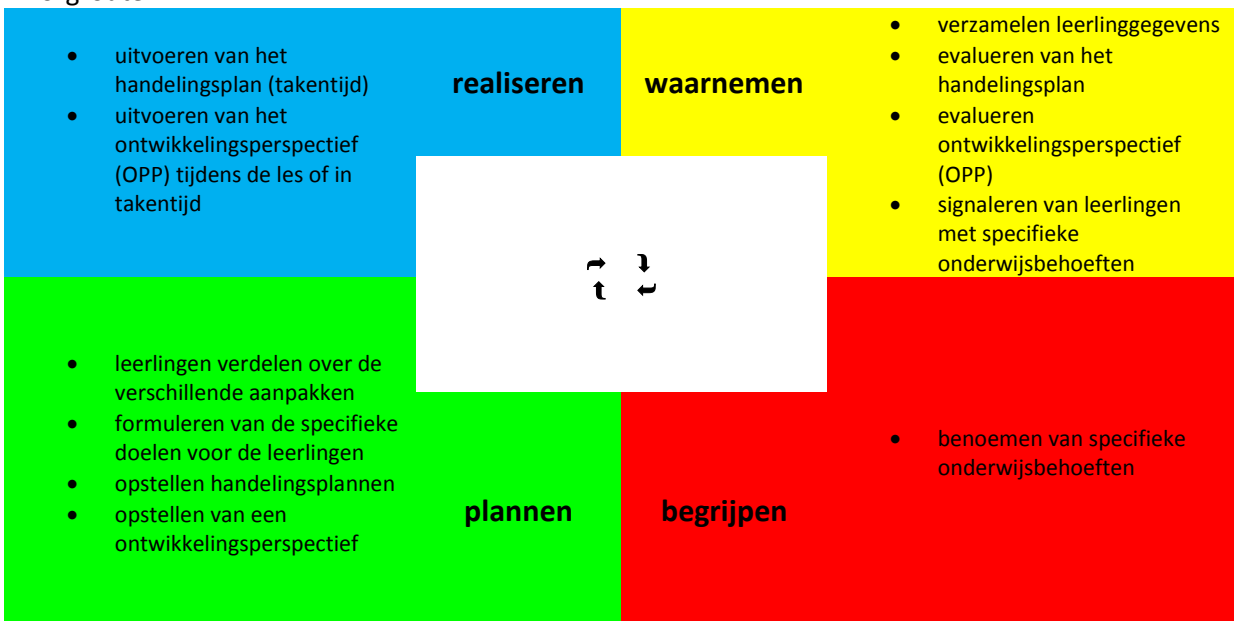 • uitvoeren van het
handelingsplan (takentijd)
• uitvoeren van het
ontwikkelingsperspectief
(OPP) tijdens de les of in
takentijd
realiseren
waarnemen
• verzamelen leerlinggegevens
• evalueren van het
handelingsplan
• evalueren
ontwikkelingsperspectief
(OPP)
• signaleren van leerlingen
met specifieke
onderwijsbehoeften
• leerlingen verdelen over de
verschillende aanpakken
• formuleren van de specifieke
doelen voor de leerlingen
• opstellen handelingsplannen
• opstellen van een
ontwikkelingsperspectief
plannen
begrijpen
• benoemen van specifieke
onderwijsbehoeften